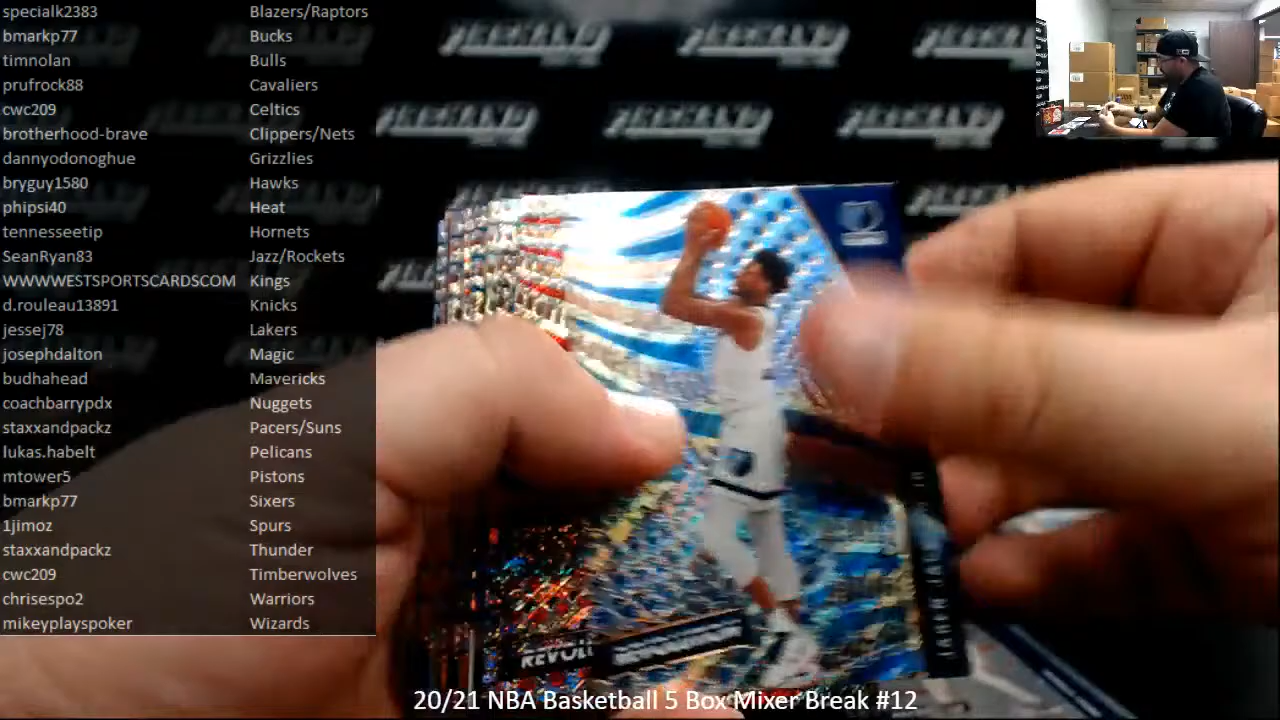 specialk2383 Blazers/Raptors
bmarkp77 Bucks
timnolan Bulls
prufrock88 Cavaliers
cwc209 Celtics
brotherhood-brave Clippers/Nets
dannyodonoghue Grizzlies
bryguy1580 Hawks
phipsi40 Heat
tennesseetip Hornets
SeanRyan83 Jazz/Rockets
WWWWESTSPORTSCARDSCOM Kings
d.rouleau13891 Knicks
jessej78 Lakers
josephdalton Magic
budhahead Mavericks
coachbarrypdx Nuggets
staxxandpackz Pacers/Suns
lukas.habelt Pelicans
mtower5 Pistons
bmarkp77 Sixers
1jimoz Spurs
staxxandpackz Thunder
cwc209 Timberwolves
chrisespo2 Warriors
mikeyplayspoker Wizards
20/21 NBA Basketball 5 Box Mixer Break #12